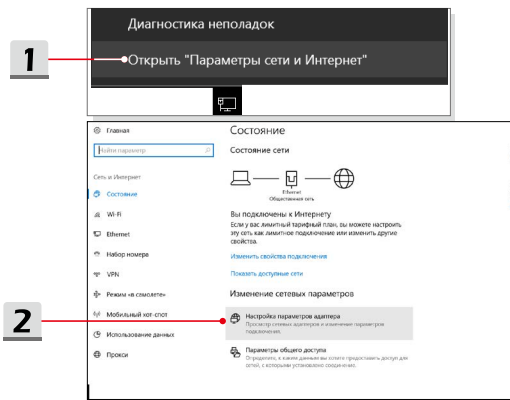 Диагностика неполадок
1
Открыть "Параметры сети и Интернет"
Главная
Найти параметр
Сеть и Интернет
Состояние
Wi-Fi
Ethernet
Набор номера
VPN
Режим «в самолете»
Мобильный хот-спот
Использование данных
Прокси
Состояние
Состояние сети
Ethernet
Общественная сеть
Вы подключены к Интернету
Если у вас лимитный тарифный план, вы можете настроить
эту сеть как лимитное подключение или изменить другие
свойства.
Изменить свойства подключения
Показать доступные сети
Изменение сетевых параметров
2
Настройка параметров адаптера
Просмотр сетевых адаптеров и изменение параметров
подключения.
Параметры общего доступа
Определите, к каким данным вы хотите предоставить доступ для
сетей, с которыми установлено соединение.